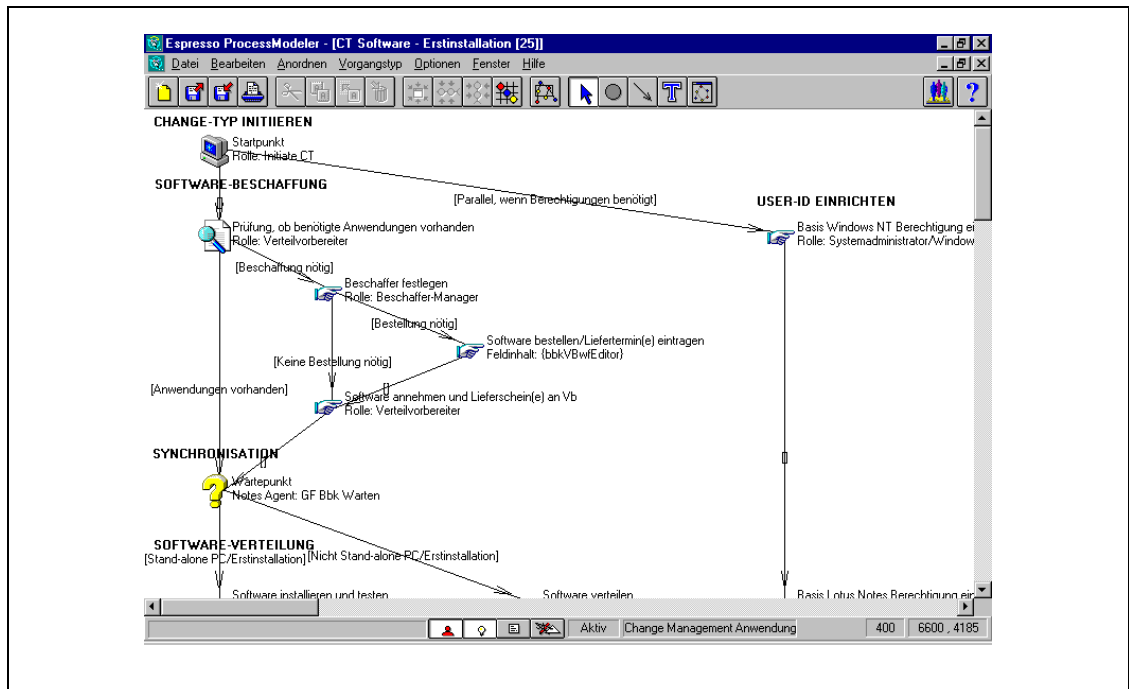 Espresso ProcessModeler - [CT Software - Erstinstallation [25]]
Datei Bearbeiten Anordnen Vorgangstyp Optionen Fenster Hilfe
CHANGE-TYP INITIIEREN
Startpunkt
Rolle: Initiate CT
SOFTWARE-BESCHAFFUNG
[Parallel, wenn Berechtigungen benötigt]
USER-ID EINRICHTEN
Prüfung, ob benötigte Anwendungen vorhanden
Rolle: Verteilvorbereiter
Basis Windows NT Berechtigung ei
Rolle: Systemadministrator/Window
[Beschaffung nötig]
Beschaffer festlegen
Rolle: Beschaffer-Manager
[Bestellung nötig]
Software bestellen/Liefertermin(e) eintragen
Feldinhalt: {bbkVBwfEditor}
[Keine Bestellung nötig]
[Anwendungen vorhanden]
[]
Software annehmen und Lieferschein(e) an Vb
Rolle: Verteilvorbereiter
SYNCHRONISATION
[]
[]
Wartepunkt
Notes Agent: GF Bbk Warten
SOFTWARE-VERTEILUNG
[Stand-alone PC/Erstinstallation] [Nicht Stand-alone PC/Erstinstallation]
Software installieren und testen
Software verteilen
Basis Lotus Notes Berechtigung ein
Aktiv Change Management Anwendung 400 6600 , 4185